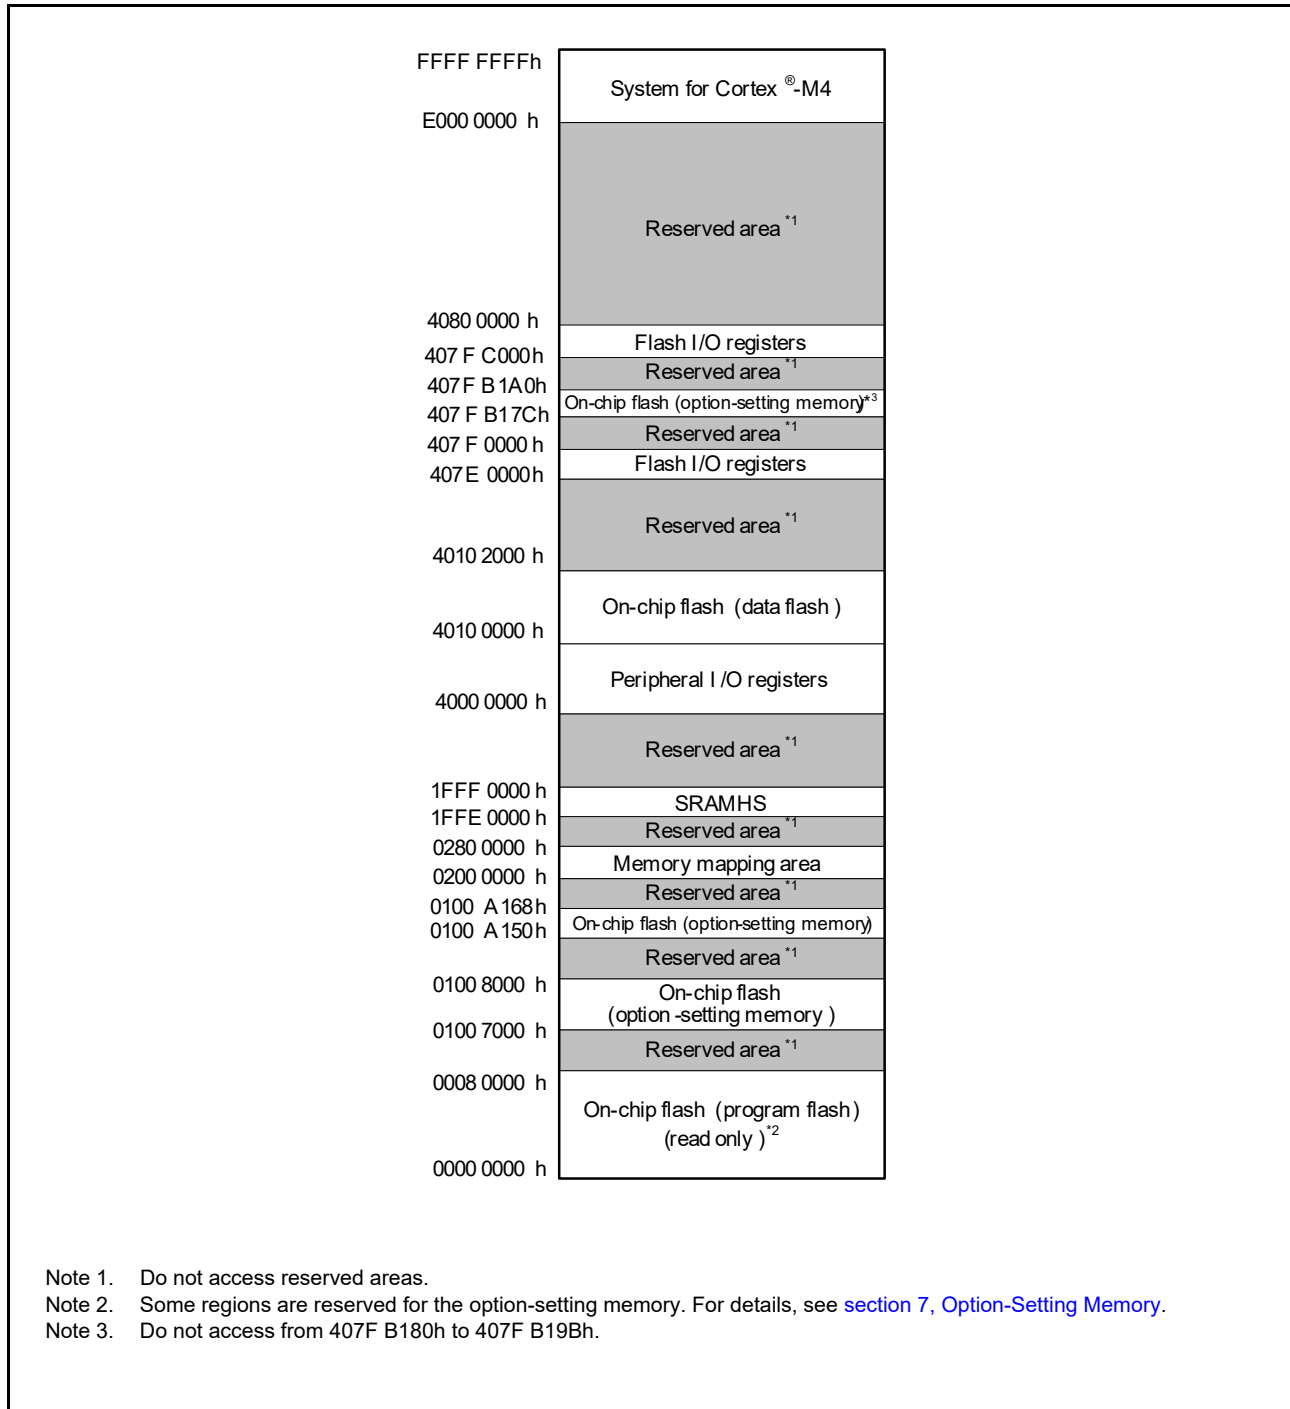 FFFF FFFFh
System for Cortex®-M4
E000 0000 h
Reserved area *1
4080 0000 h
Flash I/O registers
407F C000h
Reserved area *1
407F B1A0h
On-chip flash (option-setting memory)*3
407F B17Ch
Reserved area *1
407F 0000h
Flash I/O registers
407E 0000h
Reserved area *1
4010 2000 h
On-chip flash (data flash)
4010 0000 h
Peripheral I/O registers
4000 0000 h
Reserved area *1
1FFF 0000 h
SRAMHS
1FFE 0000 h
Reserved area *1
0280 0000 h
Memory mapping area
0200 0000 h
Reserved area *1
0100 A168h
On-chip flash (option-setting memory)
0100 A150h
Reserved area *1
0100 8000 h
On-chip flash
(option-setting memory)
0100 7000 h
Reserved area *1
0008 0000 h
On-chip flash (program flash)
(read only)*2
0000 0000 h
Note 1. Do not access reserved areas.
Note 2. Some regions are reserved for the option-setting memory. For details, see section 7, Option-Setting Memory.
Note 3. Do not access from 407F B180h to 407F B19Bh.